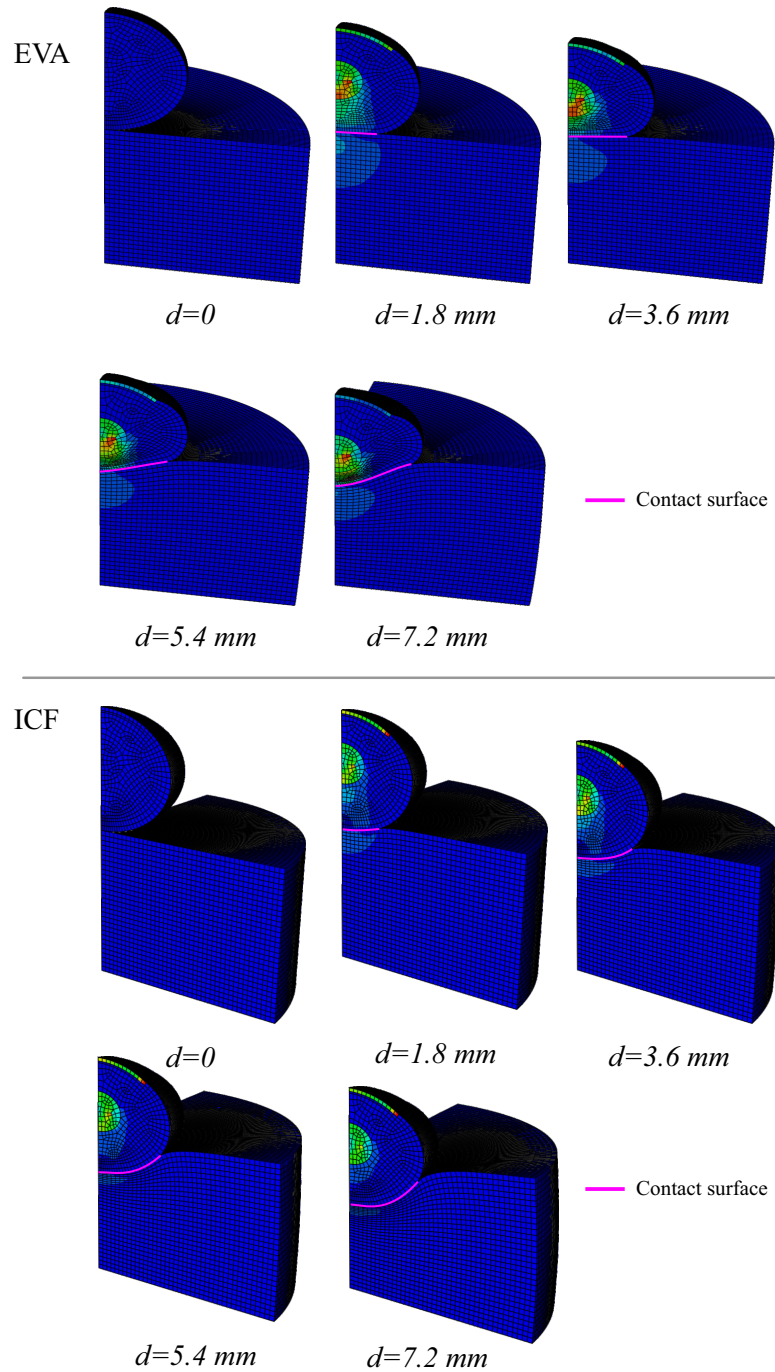 EVA
d=0
d=1.8 mm
d=3.6 mm
Contact surface
d=5.4 mm
d=7.2 mm
ICF
d=0
d=1.8 mm
d=3.6 mm
Contact surface
d=5.4 mm
d=7.2 mm